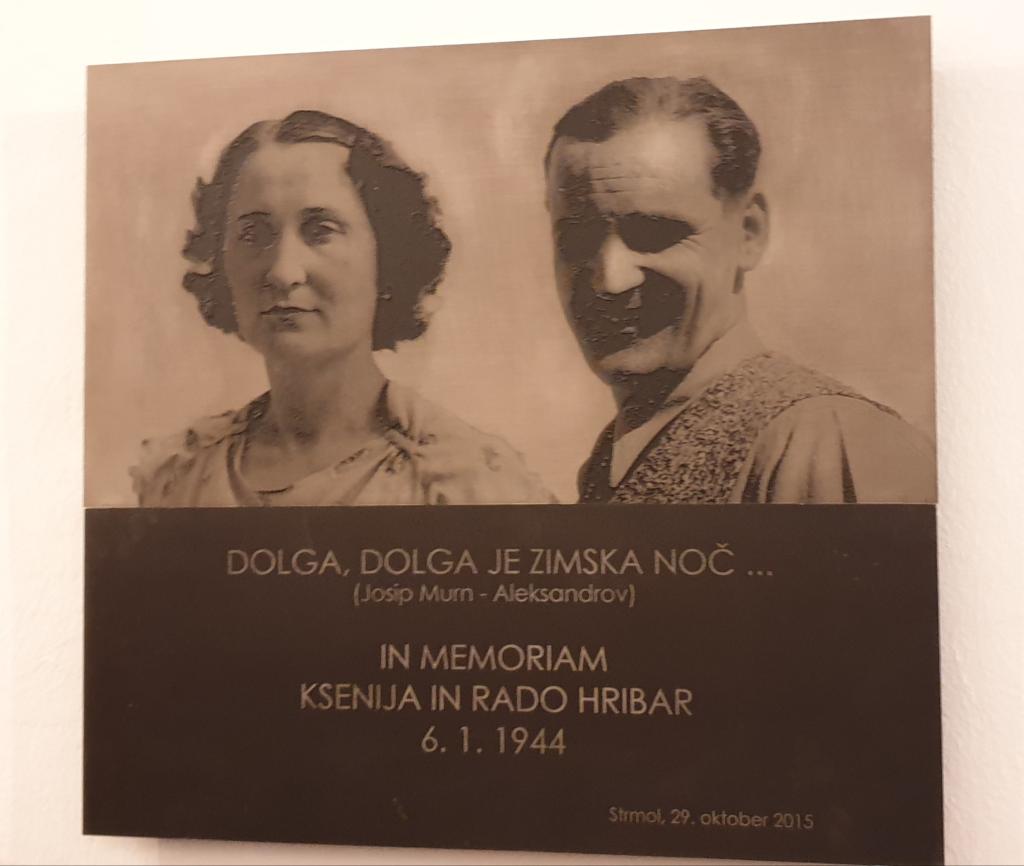 DOLGA, DOLGA JE ZIMSKA NOČ ...
(Josip Murn - Aleksandrov)
IN MEMORIAM
KSENIJA IN RADO HRIBAR
6. 1. 1944
Strmol, 29. oktober 2015